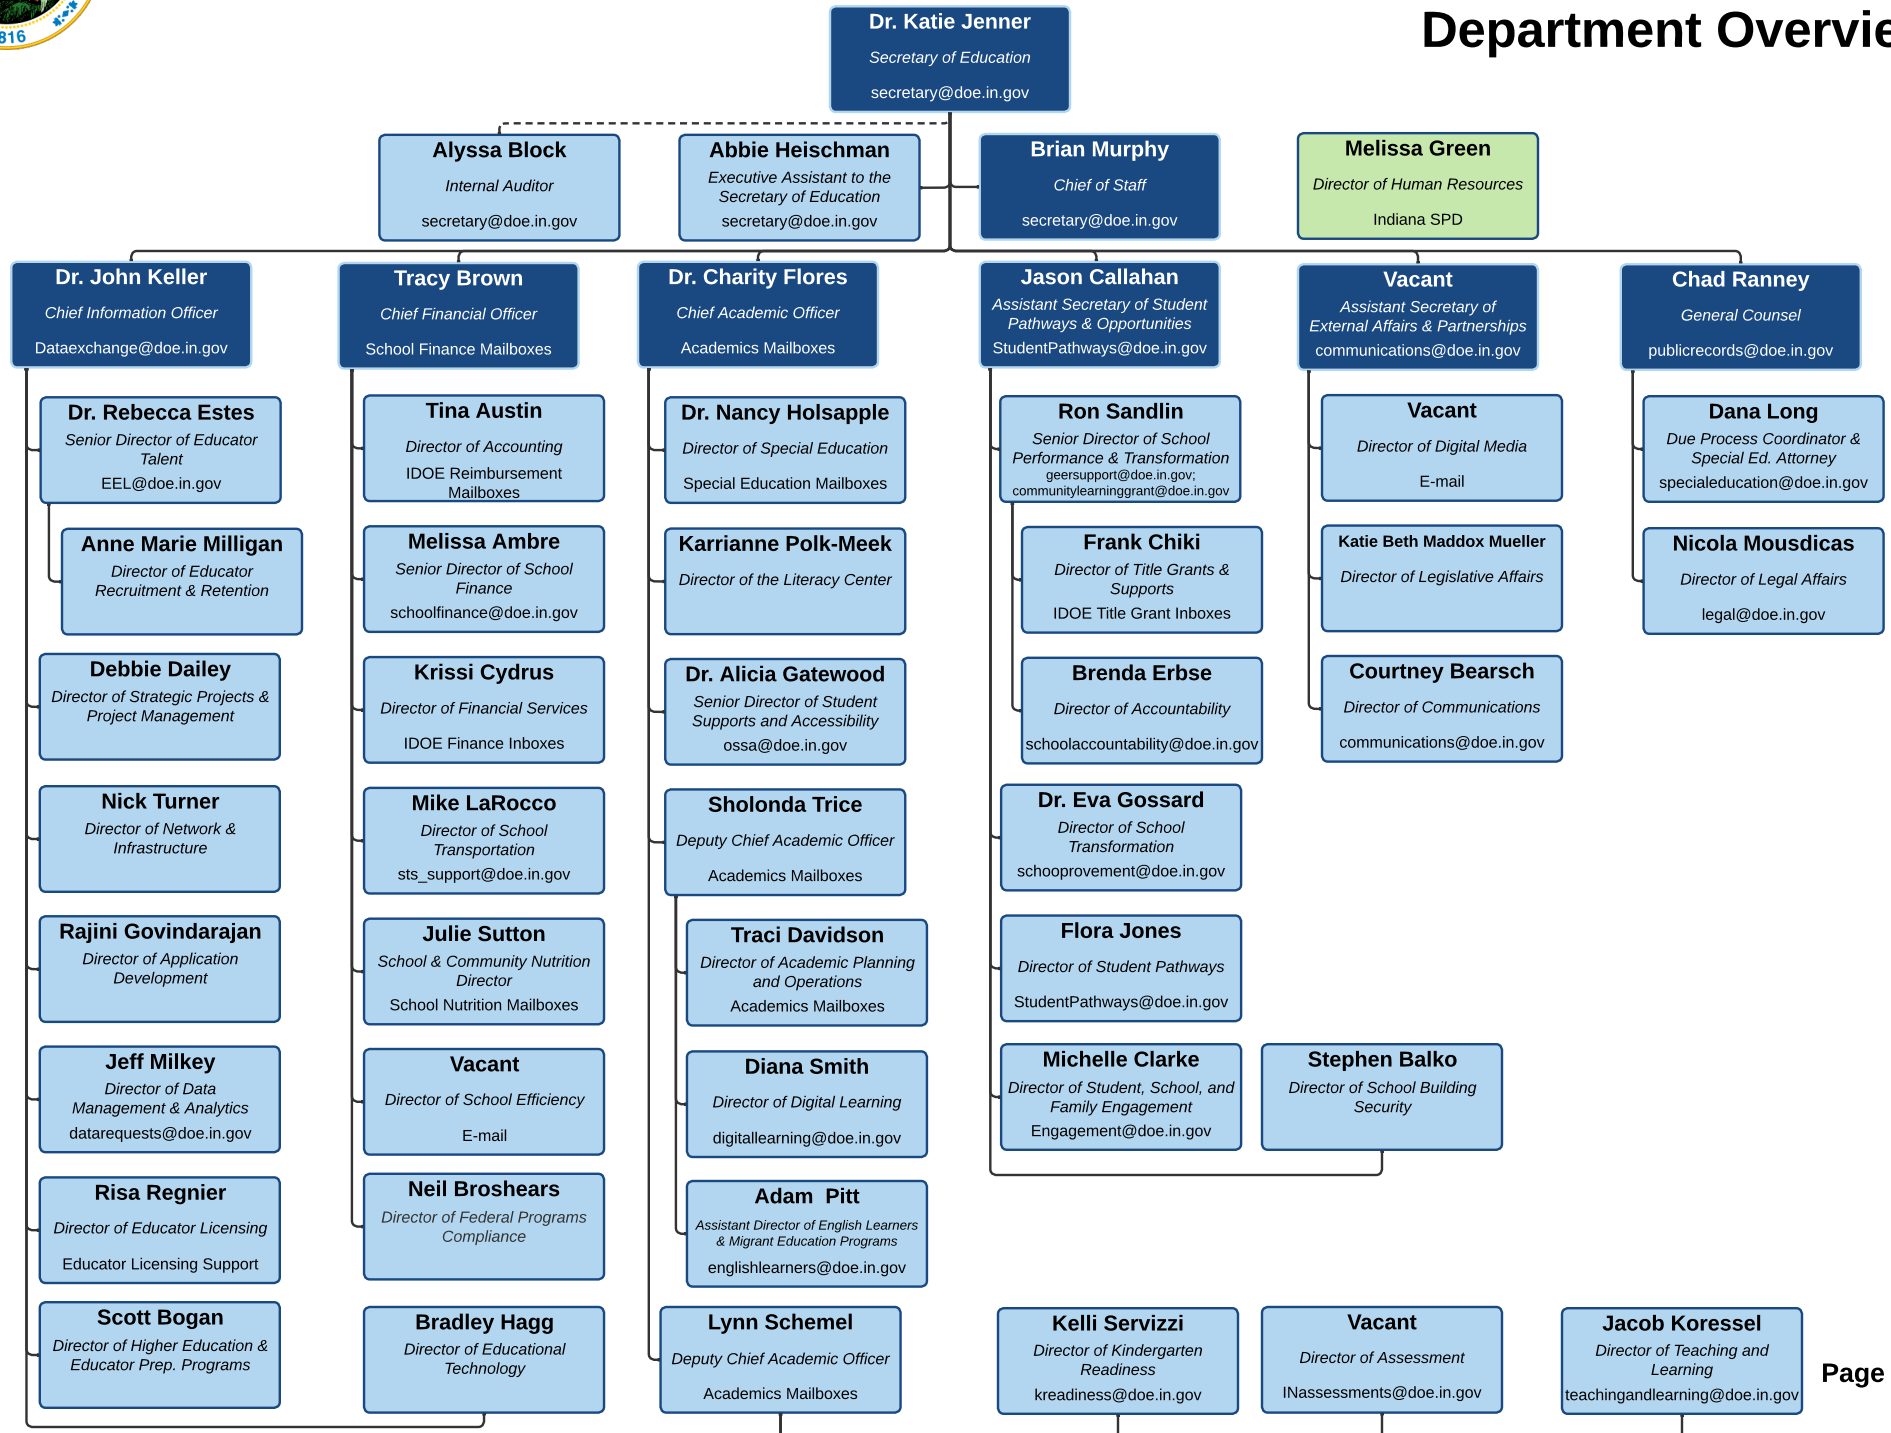 816
Department Overvie
Dr. Katie Jenner
Secretary of Education
secretary@doe.in.gov
Alyssa Block
Internal Auditor
secretary@doe.in.gov
Abbie Heischman
Executive Assistant to the
Secretary of Education
secretary@doe.in.gov
Brian Murphy
Chief of Staff
secretary@doe.in.gov
Melissa Green
Director of Human Resources
Indiana SPD
Dr. John Keller
Chief Information Officer
Dataexchange@doe.in.gov
Tracy Brown
Chief Financial Officer
School Finance Mailboxes
Dr. Charity Flores
Chief Academic Officer
Academics Mailboxes
Jason Callahan
Assistant Secretary of Student
Pathways & Opportunities
StudentPathways@doe.in.gov
Vacant
Assistant Secretary of
External Affairs & Partnerships
communications@doe.in.gov
Chad Ranney
General Counsel
publicrecords@doe.in.gov
Dr. Rebecca Estes
Senior Director of Educator
Talent
EEL@doe.in.gov
Anne Marie Milligan
Director of Educator
Recruitment & Retention
Debbie Dailey
Director of Strategic Projects &
Project Management
Nick Turner
Director of Network &
Infrastructure
Rajini Govindarajan
Director of Application
Development
Jeff Milkey
Director of Data
Management & Analytics
datarequests@doe.in.gov
Risa Regnier
Director of Educator Licensing
Educator Licensing Support
Scott Bogan
Director of Higher Education &
Educator Prep. Programs
Tina Austin
Director of Accounting
IDOE Reimbursement
Mailboxes
Melissa Ambre
Senior Director of School
Finance
schoolfinance@doe.in.gov
Krissi Cydrus
Director of Financial Services
IDOE Finance Inboxes
Mike LaRocco
Director of School
Transportation
sts_support@doe.in.gov
Julie Sutton
School & Community Nutrition
Director
School Nutrition Mailboxes
Vacant
Director of School Efficiency
E-mail
Neil Broshears
Director of Federal Programs
Compliance
Bradley Hagg
Director of Educational
Technology
Dr. Nancy Holsapple
Director of Special Education
Special Education Mailboxes
Karrianne Polk-Meek
Director of the Literacy Center
Dr. Alicia Gatewood
Senior Director of Student
Supports and Accessibility
ossa@doe.in.gov
Sholonda Trice
Deputy Chief Academic Officer
Academics Mailboxes
Traci Davidson
Director of Academic Planning
and Operations
Academics Mailboxes
Diana Smith
Director of Digital Learning
digitallearning@doe.in.gov
Adam Pitt
Assistant Director of English Learners
& Migrant Education Programs
englishlearners@doe.in.gov
Lynn Schemel
Deputy Chief Academic Officer
Academics Mailboxes
Ron Sandlin
Senior Director of School
Performance & Transformation
geersupport@doe.in.gov;
communitylearninggrant@doe.in.gov
Frank Chiki
Director of Title Grants &
Supports
IDOE Title Grant Inboxes
Brenda Erbse
Director of Accountability
schoolaccountability@doe.in.gov
Dr. Eva Gossard
Director of School
Transformation
schooprovement@doe.in.gov
Flora Jones
Director of Student Pathways
StudentPathways@doe.in.gov
Michelle Clarke
Director of Student, School, and
Family Engagement
Engagement@doe.in.gov
Stephen Balko
Director of School Building
Security
Kelli Servizzi
Director of Kindergarten
Readiness
kreadiness@doe.in.gov
Vacant
Director of Assessment
INassessments@doe.in.gov
Jacob Koressel
Director of Teaching and
Learning
teachingandlearning@doe.in.gov
Vacant
Director of Digital Media
E-mail
Katie Beth Maddox Mueller
Director of Legislative Affairs
Courtney Bearsch
Director of Communications
communications@doe.in.gov
Dana Long
Due Process Coordinator &
Special Ed. Attorney
specialeducation@doe.in.gov
Nicola Mousdicas
Director of Legal Affairs
legal@doe.in.gov
Page